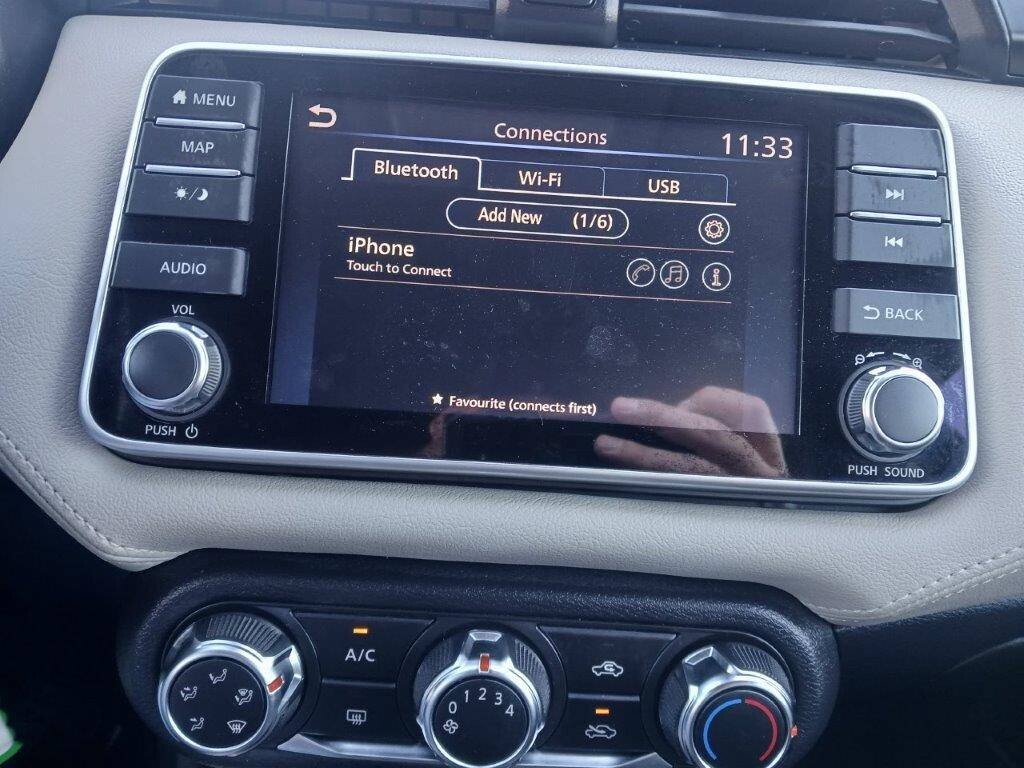 MENU
MAP
AUDIO
VOL
PUSH
Connections
11:33
Bluetooth
Wi-Fi
USB
Add New (1/6)
iPhone
Touch to Connect
Favourite (connects first)
BACK
PUSH SOUND
A/C
0 1 2 3 4